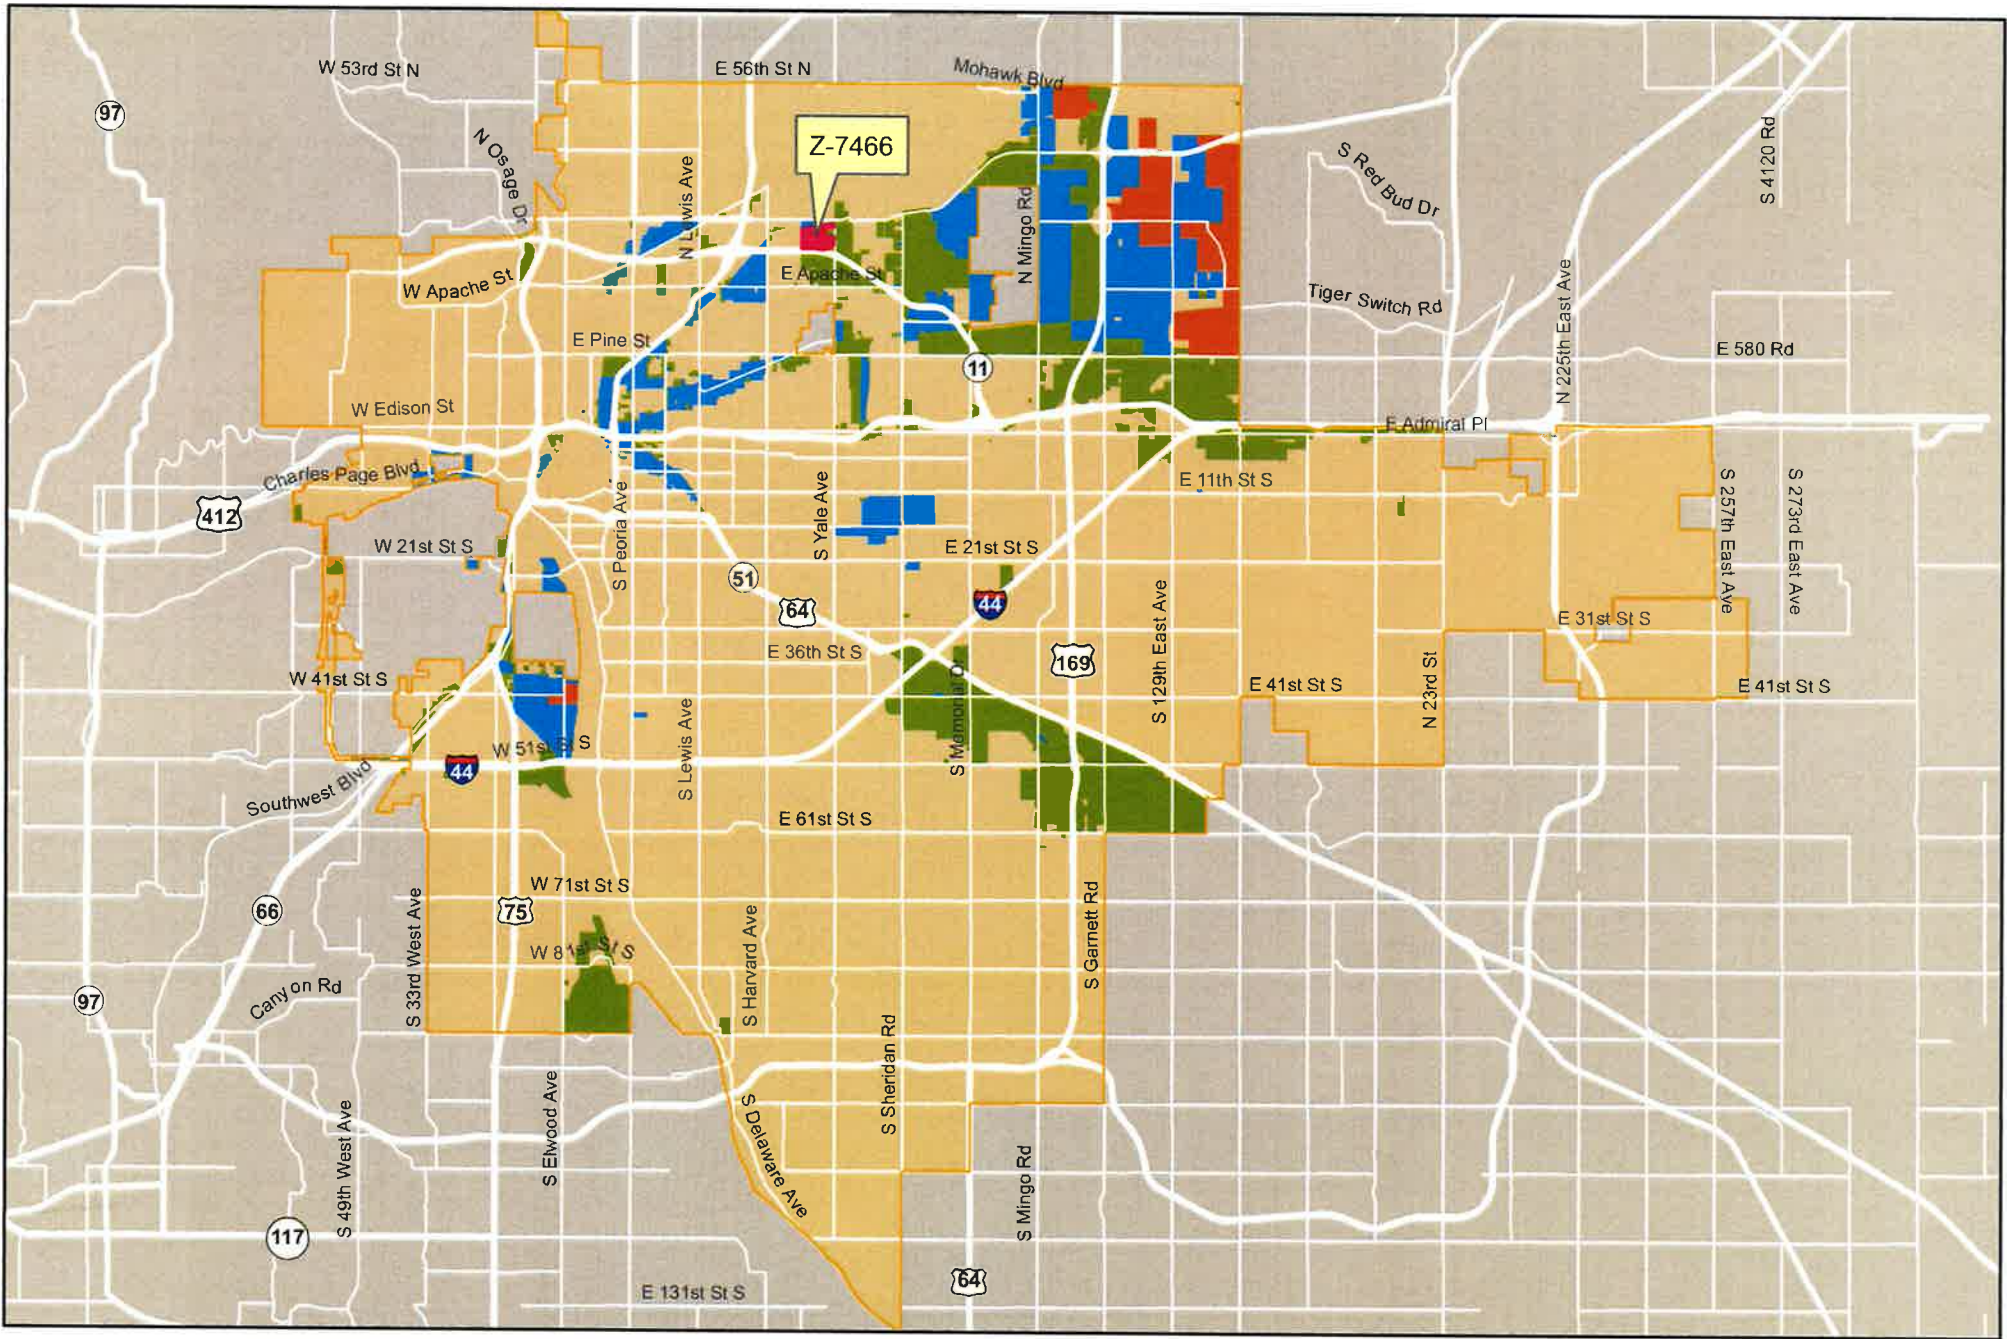 W 53rd St N
E 56th St N
Mohawk Blvd
97
N Osage Dr
Z-7466
S Red Bud Dr
S 4120 Rd
N Lewis Ave
N Mingo Rd
W Apache St
E Apache St
Tiger Switch Rd
N 225th East Ave
E Pine St
E 580 Rd
11
W Edison St
E Admiral Pl
Charles Page Blvd
E 11th St S
412
S Peoria Ave
S Yale Ave
S 257th East Ave
S 273rd East Ave
W 21st St S
E 21st St S
51
64
44
S 129th East Ave
E 31st St S
E 36th St S
169
W 41st St S
S Memorial Dr
N 23rd St
E 41st St S
E 41st St S
W 51st St S
44
S Lewis Ave
Southwest Blvd
E 61st St S
W 71st St S
66
75
S 33rd West Ave
S Harvard Ave
S Garnett Rd
W 81st St S
97
Canyon Rd
S Sheridan Rd
S Elwood Ave
S 49th West Ave
S Delaware Ave
S Mingo Rd
117
64
E 131st St S